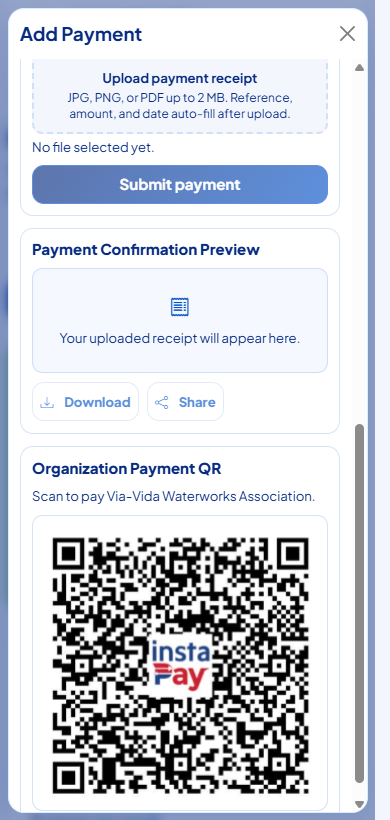 Add Payment
Upload payment receipt
JPG, PNG, or PDF up to 2 MB. Reference,
amount, and date auto-fill after upload.
No file selected yet.
Submit payment
Payment Confirmation Preview
Your uploaded receipt will appear here.
Download
Share
Organization Payment QR
Scan to pay Via-Vida Waterworks Association.
insta
Pay